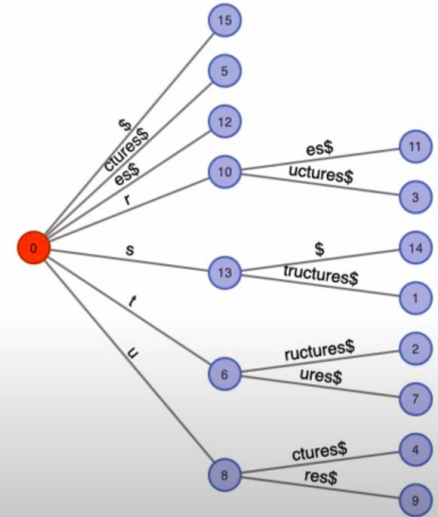 15
$
5
ctures$
12
es$
10
r
es$
11
uctures$
3
0
s
13
$
14
tructures$
1
t
6
ructures$
2
ures$
7
u
8
ctures$
4
res$
9